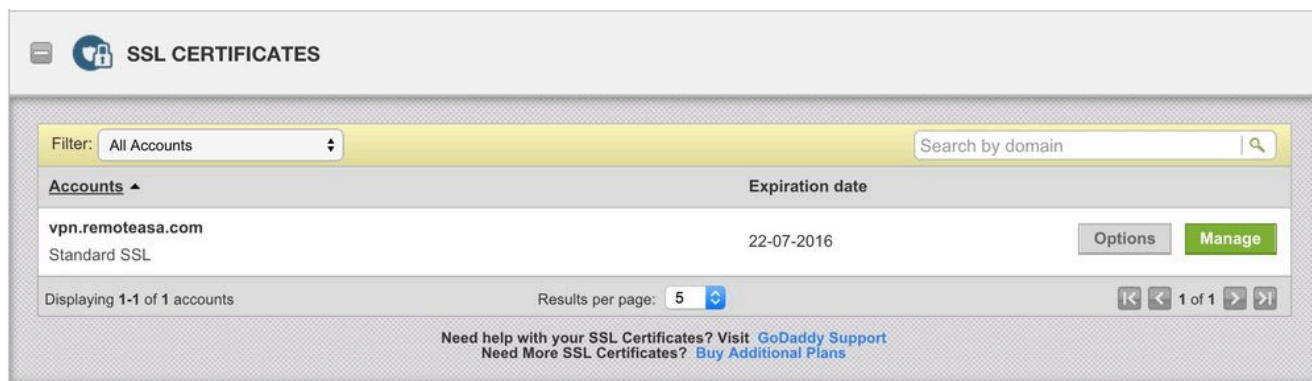 SSL CERTIFICATES
Filter: All Accounts Search by domain
Accounts Expiration date
vpn.remoteasa.com
Standard SSL
22-07-2016 Options Manage
Displaying 1-1 of 1 accounts Results per page: 5 1 of 1
Need help with your SSL Certificates? Visit GoDaddy Support
Need More SSL Certificates? Buy Additional Plans